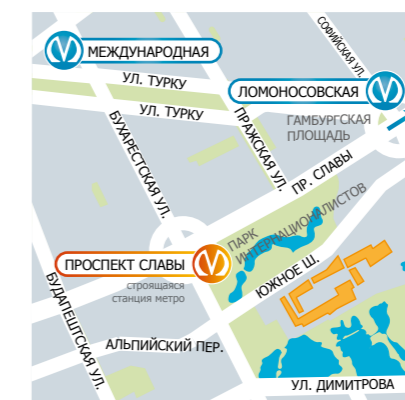 СОФИЙСКАЯ УЛ.
МЕЖДУНАРОДНАЯ
УЛ. ТУРКУ
ЛОМОНОСОВСКАЯ
УЛ. ТУРКУ
ГАМБУРГСКАЯ
ПЛОЩАДЬ
БУХАРЕСТСКАЯ УЛ.
ПРАЖСКАЯ УЛ.
ПР. СЛАВЫ
ПАРК
ИНТЕРНАЦИОНАЛИСТОВ
ПРОСПЕКТ СЛАВЫ
строящаяся
станция метро
ЮЖНОЕ Ш.
БУДАПЕШТСКАЯ УЛ.
АЛЬПИЙСКИЙ ПЕР.
УЛ. ДИМИТРОВА